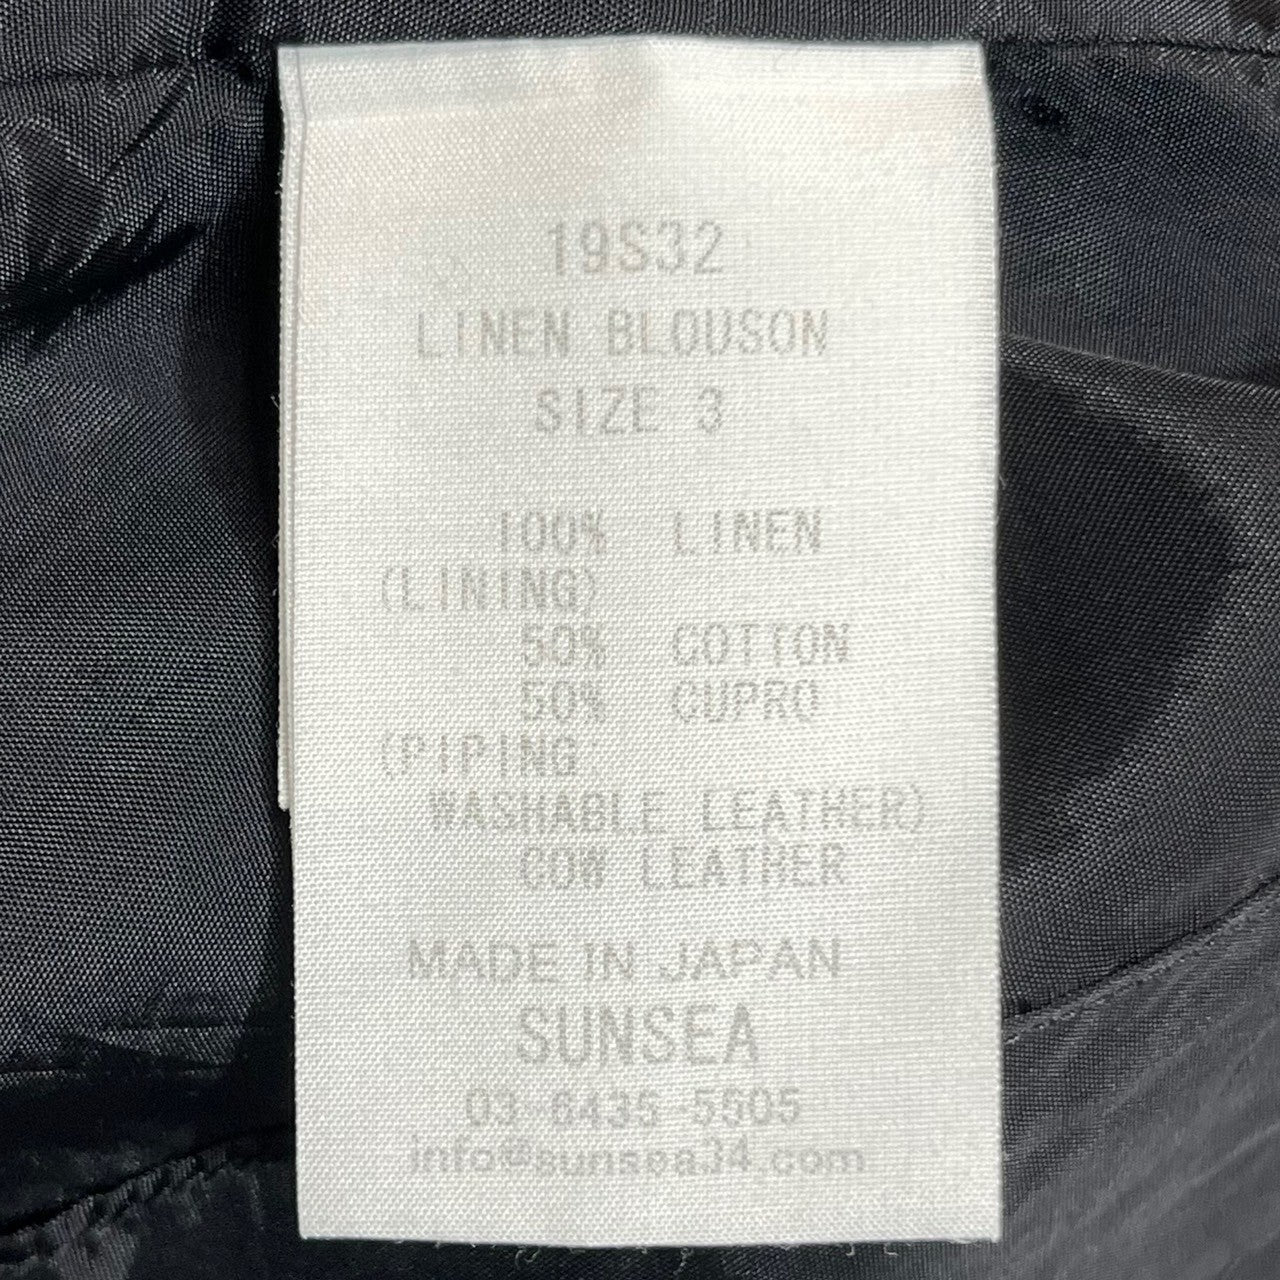 19S32
LINEN BLOUSON
SIZE 3
100% LINEN
(LINING)
50% COTTON
50% CUPRO
(PIPING
WASHABLE LEATHER)
COW LEATHER
MADE IN JAPAN
SUNSEA
03-6435-5505
info@sunsea34.com